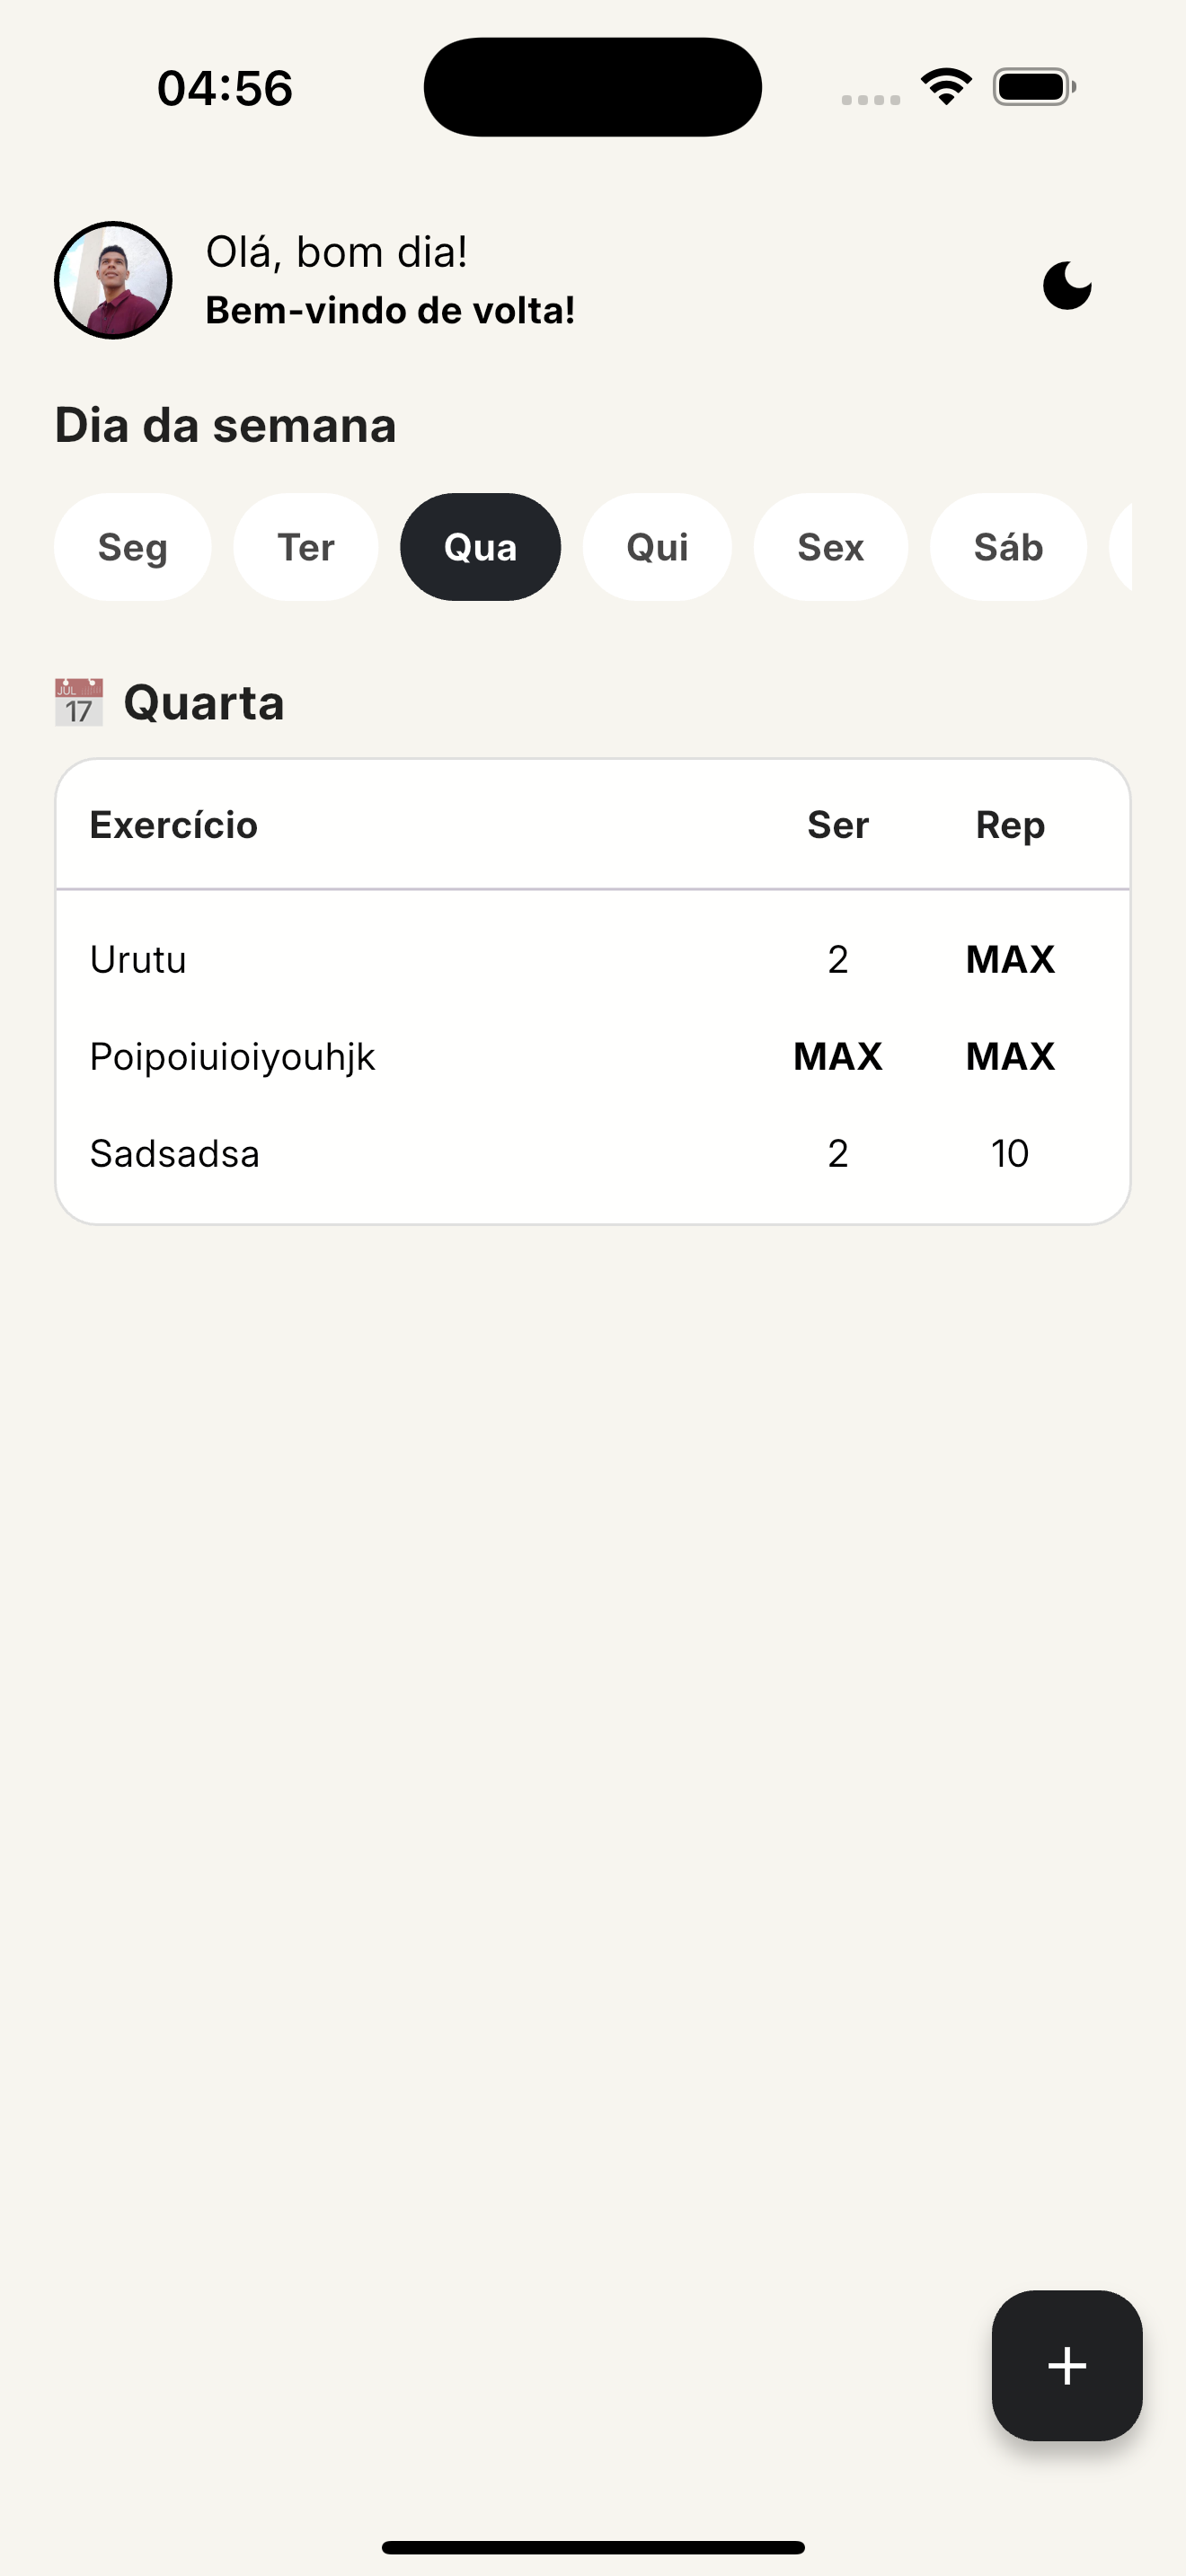 04:56
Olá, bom dia!
Bem-vindo de volta!
Dia da semana
Seg Ter Qua Qui Sex Sáb
JUL 17 Quarta
Exercício Ser Rep
Urutu 2 MAX
Poipoiuioiyouhjk MAX MAX
Sadsadsa 2 10
+